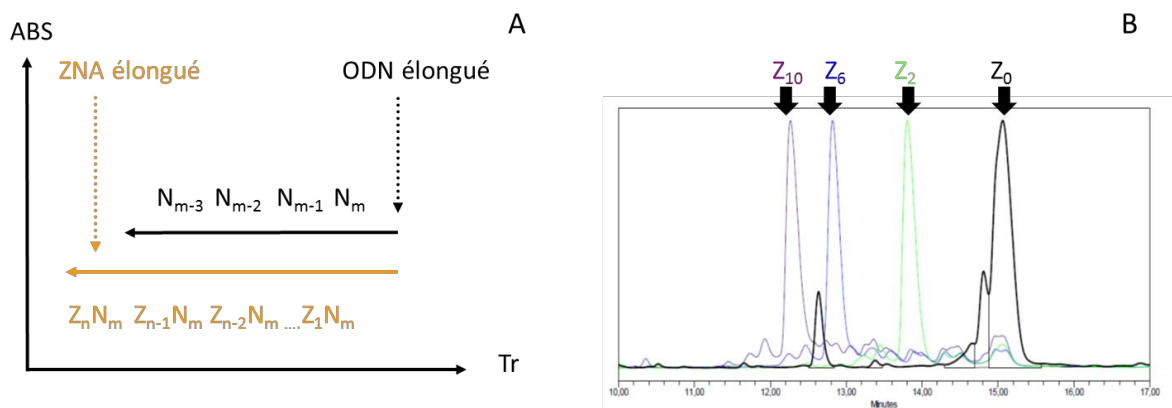 ABS
A
ZNA élongué
ODN élongué
Nm-3 Nm-2 Nm-1 Nm
ZnNm Zn-1Nm Zn-2Nm ....Z1Nm
Tr
B
Z10 Z6 Z2 Z0
10,00 11,00 12,00 13,00 14,00 15,00 16,00 17,00
Minutes